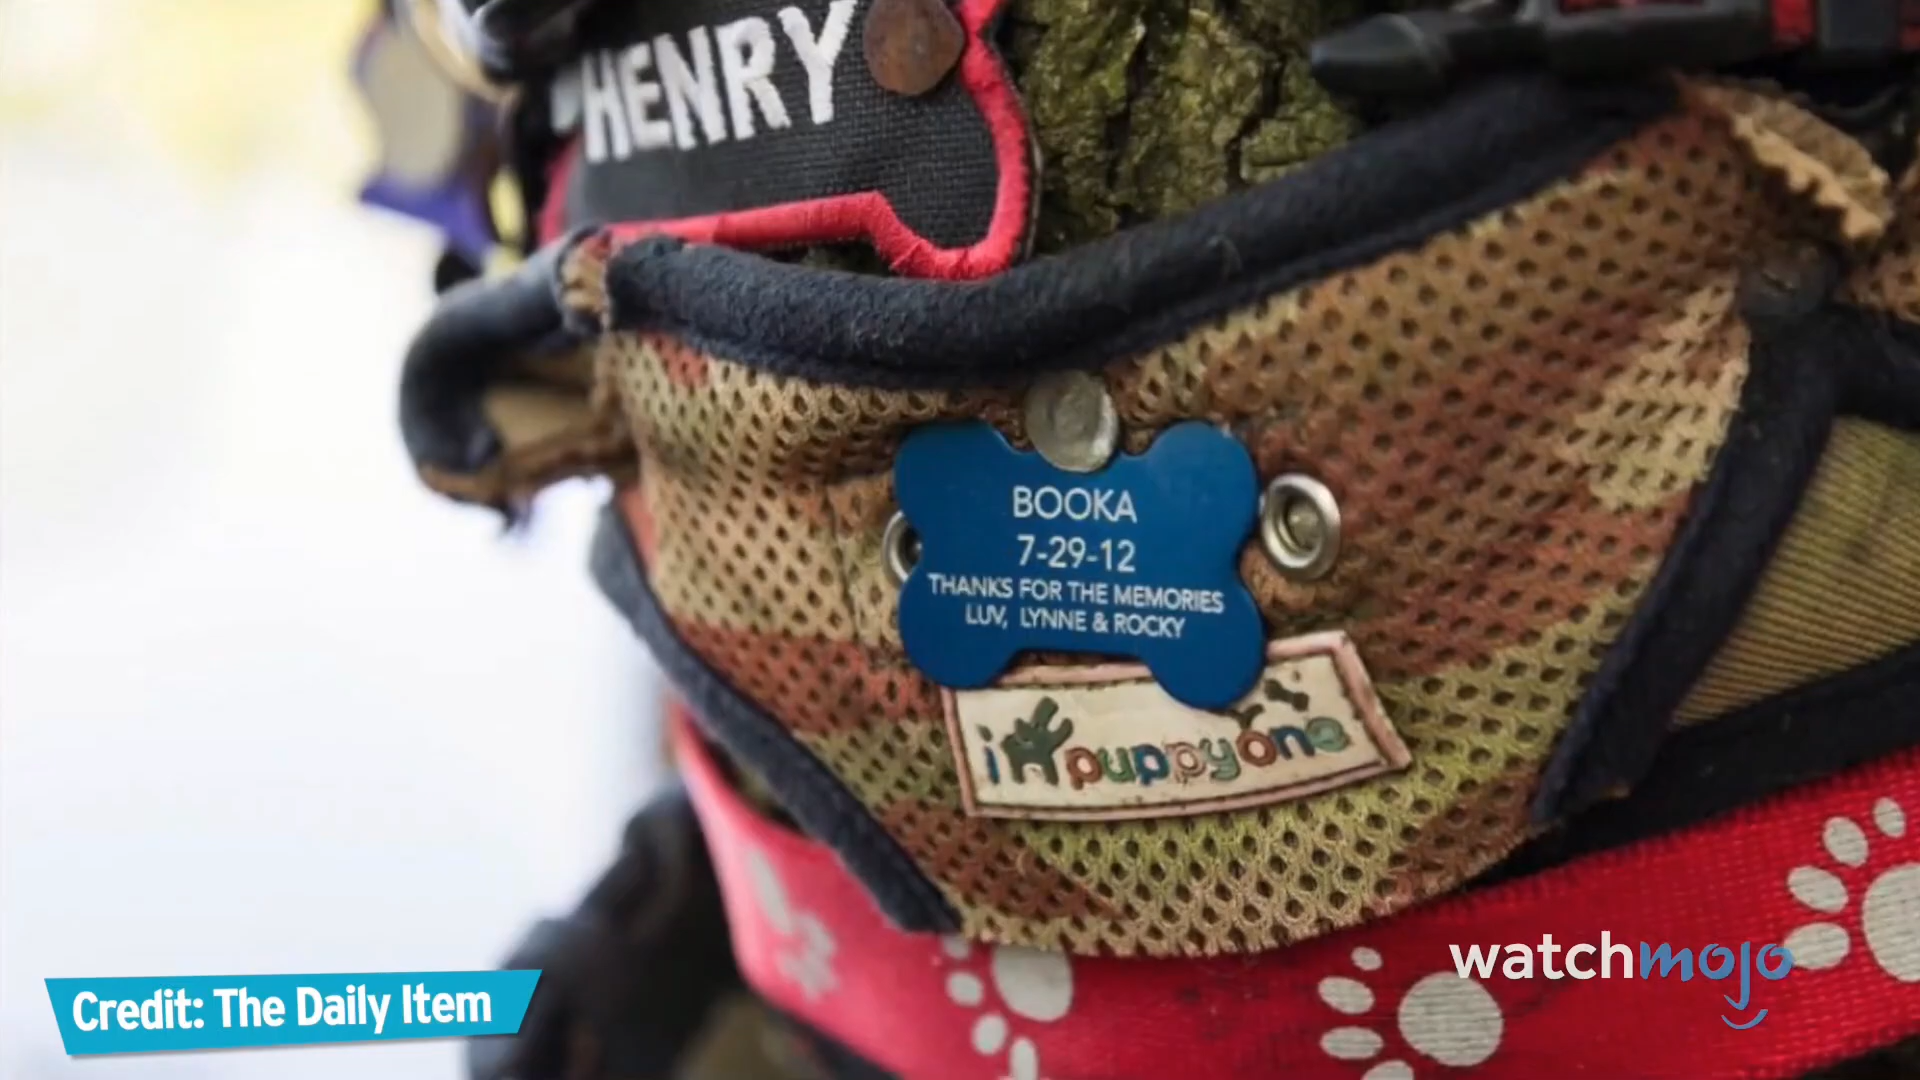 HENRY
BOOKA
7-29-12
THANKS FOR THE MEMORIES
LUV, LYNNE & ROCKY
puppyone
watchmojo
Credit: The Daily Item